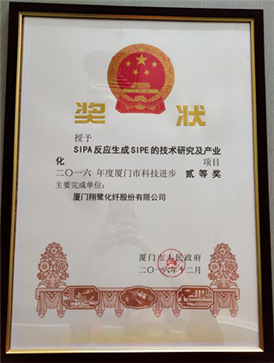 奖 状
授予
SIPA反应生成SIPE的技术研究及产业
化 项目
二〇一六 年度厦门市科技进步 贰等奖
主要完成单位：
厦门翔鹭化纤股份有限公司
厦门市人民政府
二〇一六年十二月